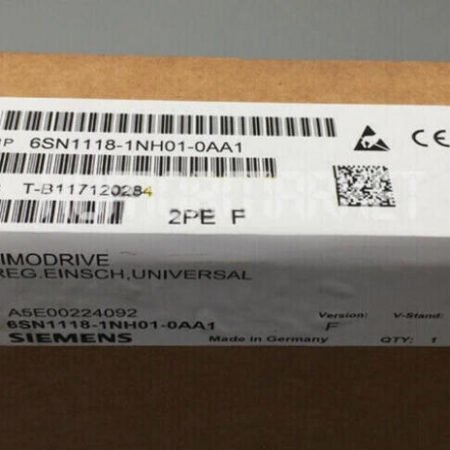 P 6SN1118-1NH01-0AA1
CE
T-B117120284
2PE F
IMODRIVE
REG.EINSCH,UNIVERSAL
A5E00224092
6SN1118-1NH01-0AA1
Version: V-Stand:
F
SIEMENS Made in Germany QTY: 1